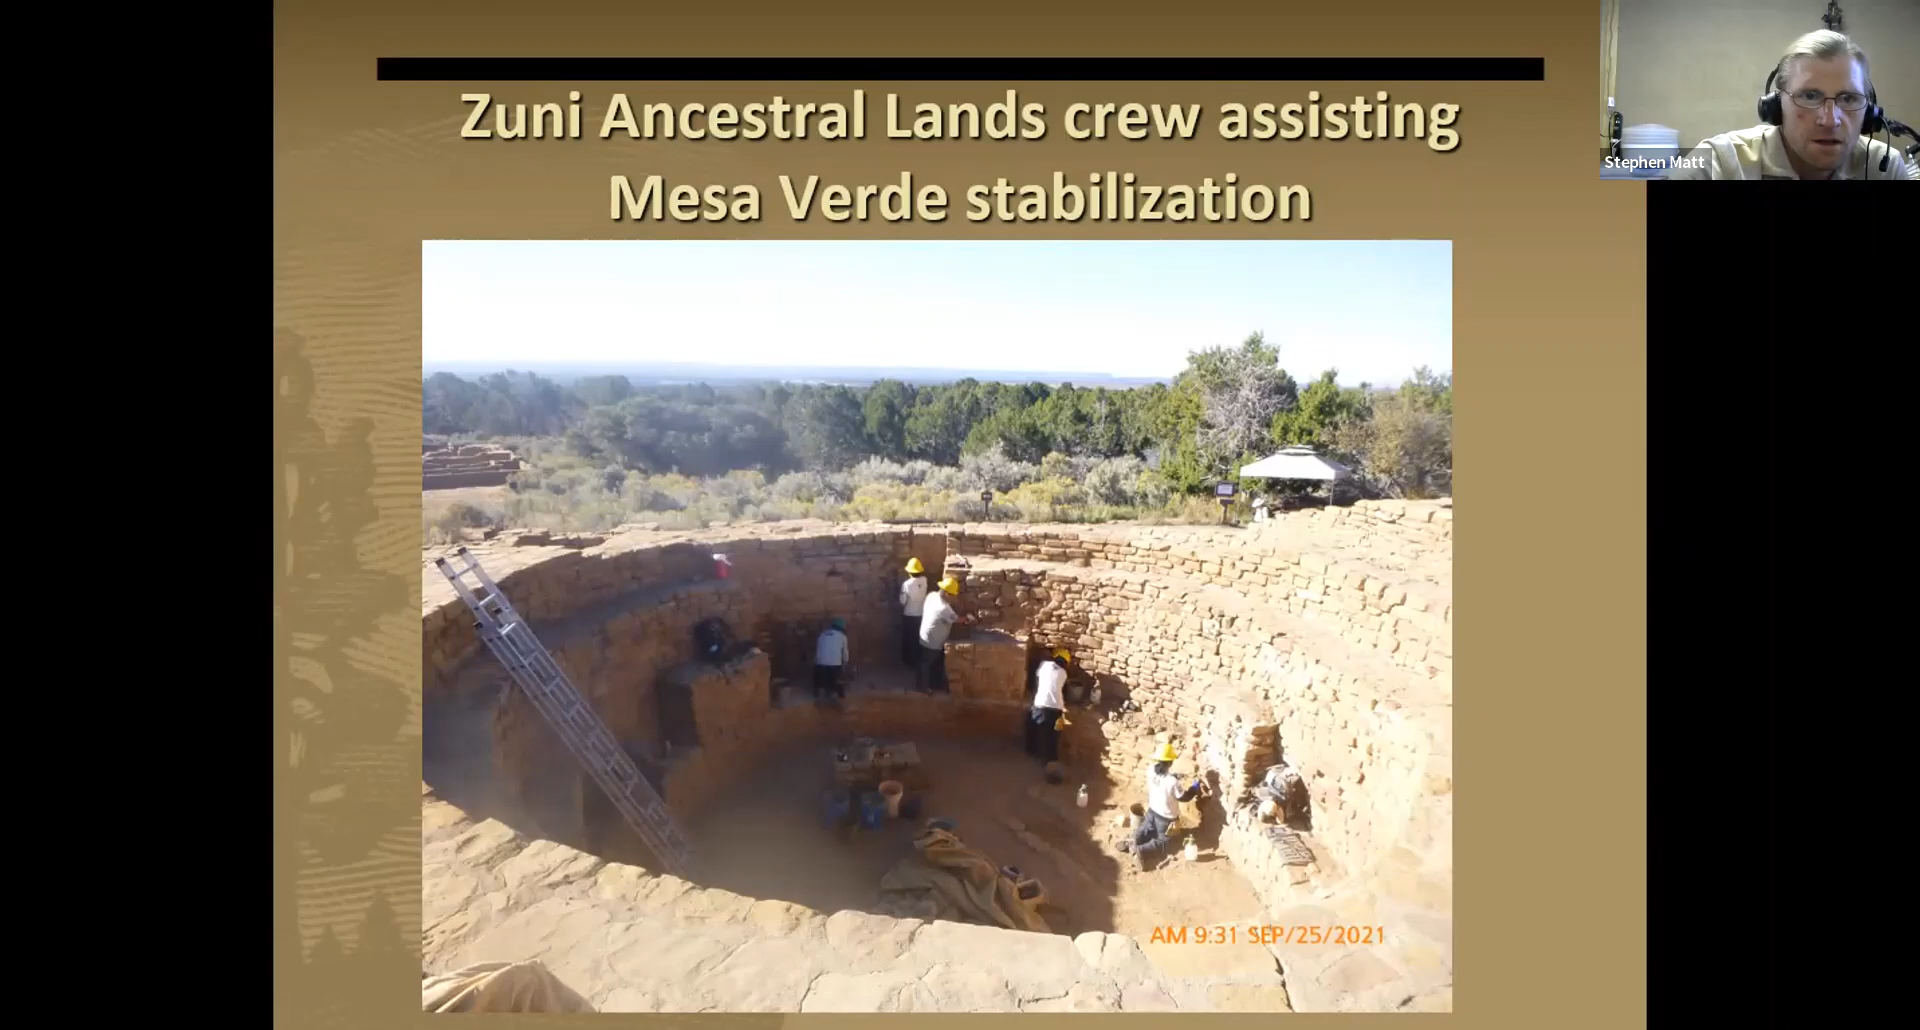 Zuni Ancestral Lands crew assisting
Mesa Verde stabilization
Stephen Matt
AM 9:31 SEP/25/2021